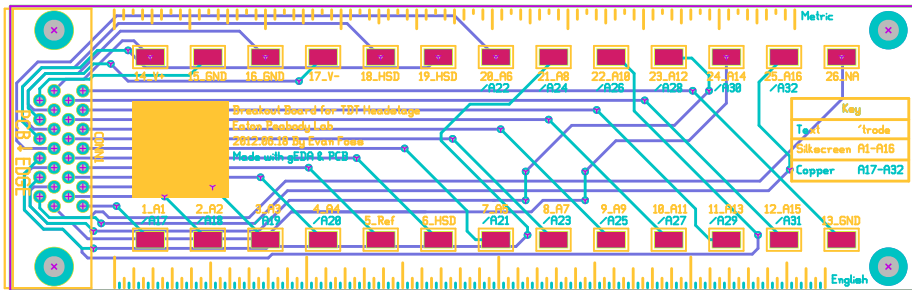 Metric
14_V+ 15_GND 16_GND 17_V- 18_HSD 19_HSD 20_A6 21_A8 22_A10 23_A12 24_A14 25_A16 26_NA
/A22 /A24 /A26 /A28 /A30 /A32
Key
Text 'trode
Silkscreen A1-A16
Copper A17-A32
PCB EDGE
Breakout Board for TDT Headstage
Eaton Peabody Lab
2012.08.16 By Evan Foss
Made with gEDA & PCB
1_A1 2_A2 3_A3 4_A4 5_Ref 6_HSD 7_A5 8_A7 9_A9 10_A11 11_A13 12_A15 13_GND
/A17 /A18 /A19 /A20 /A21 /A23 /A25 /A27 /A29 /A31
English